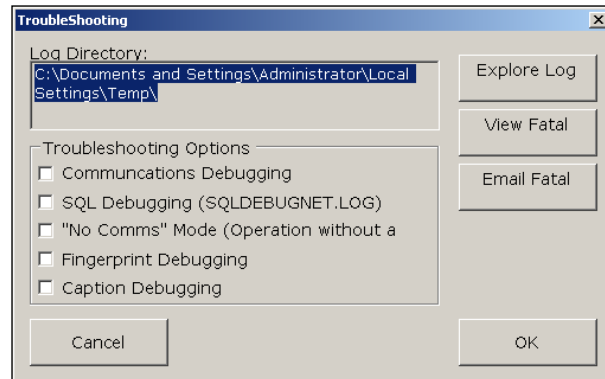 TroubleShooting
Log Directory:
C:\Documents and Settings\Administrator\Local
Settings\Temp\
Explore Log
View Fatal
Email Fatal
Troubleshooting Options
Communcations Debugging
SQL Debugging (SQLDEBUGNET.LOG)
"No Comms" Mode (Operation without a
Fingerprint Debugging
Caption Debugging
Cancel
OK